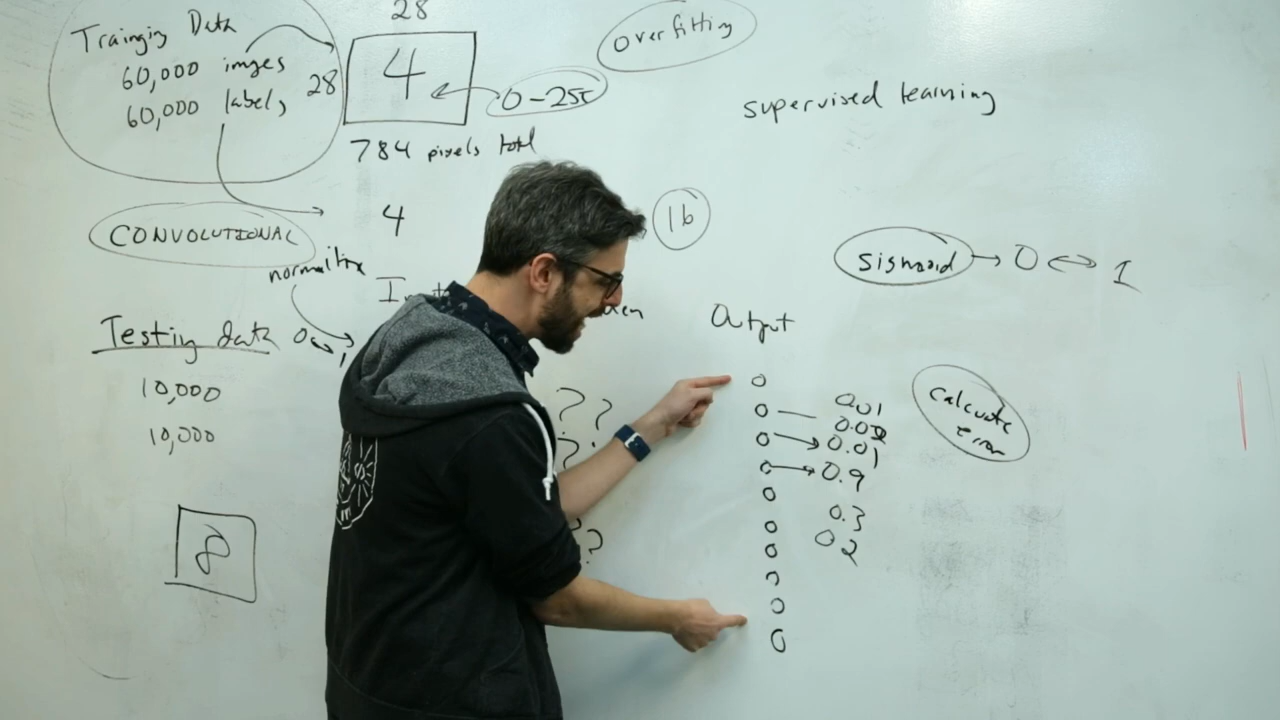 Trainging Data
60,000 imges
60,000 labels
28
28
4
0-255
784 pixels total
4
Overfitting
supervised learning
CONVOLUTIONAL
normalize
16
sigmoid → 0 ↔ 1
Testing data
0
1
10,000
10,000
8
Output
? ?
?
?
0.01
0.02
0.01
0.9
0.3
0.2
calculate
error